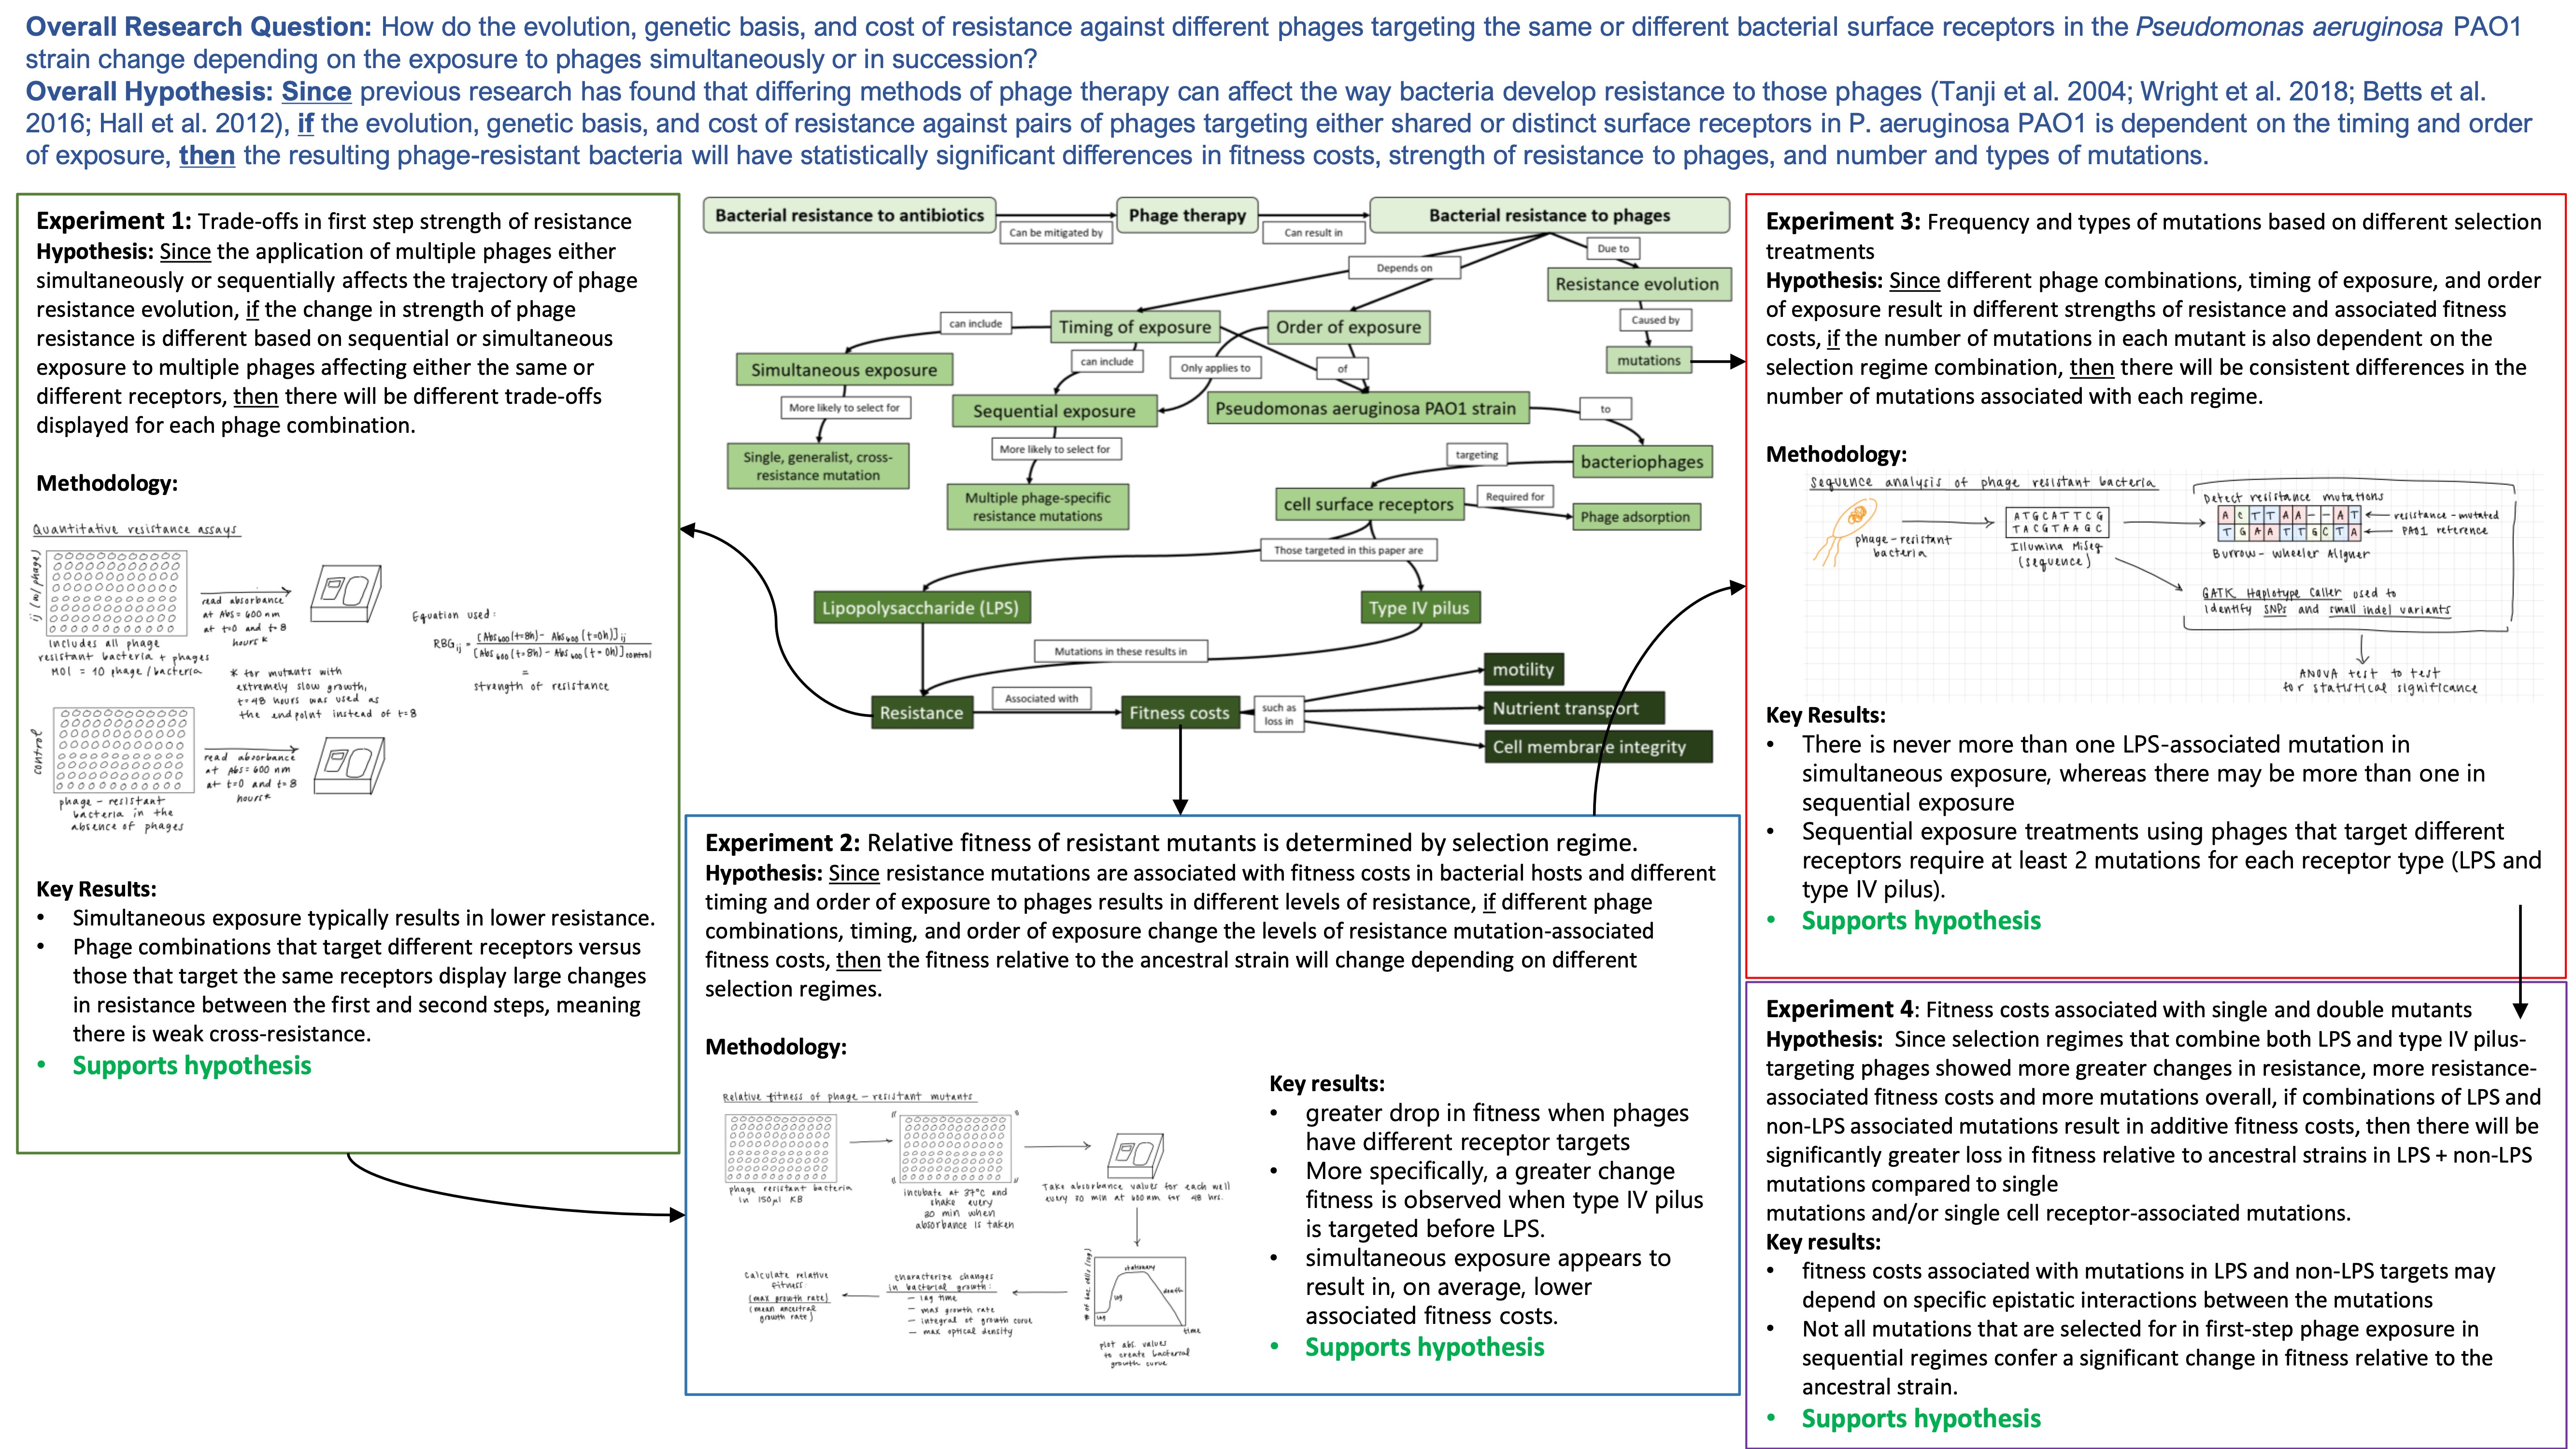 Overall Research Question: How do the evolution, genetic basis, and cost of resistance against different phages targeting the same or different bacterial surface receptors in the Pseudomonas aeruginosa PAO1
strain change depending on the exposure to phages simultaneously or in succession?
Overall Hypothesis: Since previous research has found that differing methods of phage therapy can affect the way bacteria develop resistance to those phages (Tanji et al. 2004; Wright et al. 2018; Betts et al.
2016; Hall et al. 2012), if the evolution, genetic basis, and cost of resistance against pairs of phages targeting either shared or distinct surface receptors in P. aeruginosa PAO1 is dependent on the timing and order
of exposure, then the resulting phage-resistant bacteria will have statistically significant differences in fitness costs, strength of resistance to phages, and number and types of mutations.
Experiment 1: Trade-offs in first step strength of resistance
Hypothesis: Since the application of multiple phages either
simultaneously or sequentially affects the trajectory of phage
resistance evolution, if the change in strength of phage
resistance is different based on sequential or simultaneous
exposure to multiple phages affecting either the same or
different receptors, then there will be different trade-offs
displayed for each phage combination.
Methodology:
Quantitative resistance assays
ij (w/ phage)
read absorbance
at Abs = 600 nm
at t=0 and t=8
hours*
includes all phage
resistant bacteria + phages
MOI = 10 phage / bacteria
* for mutants with
extremely slow growth,
t=48 hours was used as
the endpoint instead of t=8
Equation used:
RBGij = [Abs600 (t=8h) - Abs600 (t=0h)] ij
[Abs600 (t=8h) - Abs600 (t=0h)] control
=
strength of resistance
control
read absorbance
at Abs = 600 nm
at t=0 and t=8
hours*
phage-resistant
bacteria in the
absence of phages
Key Results:
• Simultaneous exposure typically results in lower resistance.
• Phage combinations that target different receptors versus
those that target the same receptors display large changes
in resistance between the first and second steps, meaning
there is weak cross-resistance.
• Supports hypothesis
Bacterial resistance to antibiotics
Can be mitigated by
Phage therapy
Can result in
Bacterial resistance to phages
Depends on
Due to
Resistance evolution
Caused by
mutations
can include
Timing of exposure
Order of exposure
Simultaneous exposure
can include
Only applies to
of
More likely to select for
Sequential exposure
Pseudomonas aeruginosa PAO1 strain
to
Single, generalist, cross-
resistance mutation
More likely to select for
targeting
bacteriophages
Multiple phage-specific
resistance mutations
cell surface receptors
Required for
Phage adsorption
Those targeted in this paper are
Lipopolysaccharide (LPS)
Type IV pilus
Mutations in these results in
Resistance
Associated with
Fitness costs
such as
loss in
motility
Nutrient transport
Cell membrane integrity
Experiment 2: Relative fitness of resistant mutants is determined by selection regime.
Hypothesis: Since resistance mutations are associated with fitness costs in bacterial hosts and different
timing and order of exposure to phages results in different levels of resistance, if different phage
combinations, timing, and order of exposure change the levels of resistance mutation-associated
fitness costs, then the fitness relative to the ancestral strain will change depending on different
selection regimes.
Methodology:
Relative fitness of phage-resistant mutants
phage resistant bacteria
in 150µl KB
incubate at 37°C and
shake every
30 min when
absorbance is taken
Take absorbance values for each well
every 30 min at 600nm for 48 hrs.
# of bac. cells (log)
lag
log
stationary
death
time
plot abs. values
to create bacterial
growth curve
characterize changes
in bacterial growth:
- lag time
- max growth rate
- integral of growth curve
- max optical density
Calculate relative
fitness:
(max growth rate)
(mean ancestral
growth rate)
Key results:
• greater drop in fitness when phages
have different receptor targets
• More specifically, a greater change
fitness is observed when type IV pilus
is targeted before LPS.
• simultaneous exposure appears to
result in, on average, lower
associated fitness costs.
• Supports hypothesis
Experiment 3: Frequency and types of mutations based on different selection
treatments
Hypothesis: Since different phage combinations, timing of exposure, and order
of exposure result in different strengths of resistance and associated fitness
costs, if the number of mutations in each mutant is also dependent on the
selection regime combination, then there will be consistent differences in the
number of mutations associated with each regime.
Methodology:
Sequence analysis of phage resistant bacteria
phage-resistant
bacteria
ATGCATTCG
TACGTAAGC
Illumina MiSeq
(sequence)
Detect resistance mutations
A C T T A A - - A T
T G A A T T G C T A
resistance-mutated
PAO1 reference
Burrow-Wheeler Aligner
GATK Haplotype Caller used to
identify SNPs and small indel variants
ANOVA test to test
for statistical significance
Key Results:
• There is never more than one LPS-associated mutation in
simultaneous exposure, whereas there may be more than one in
sequential exposure
• Sequential exposure treatments using phages that target different
receptors require at least 2 mutations for each receptor type (LPS and
type IV pilus).
• Supports hypothesis
Experiment 4: Fitness costs associated with single and double mutants
Hypothesis: Since selection regimes that combine both LPS and type IV pilus-
targeting phages showed more greater changes in resistance, more resistance-
associated fitness costs and more mutations overall, if combinations of LPS and
non-LPS associated mutations result in additive fitness costs, then there will be
significantly greater loss in fitness relative to ancestral strains in LPS + non-LPS
mutations compared to single
mutations and/or single cell receptor-associated mutations.
Key results:
• fitness costs associated with mutations in LPS and non-LPS targets may
depend on specific epistatic interactions between the mutations
• Not all mutations that are selected for in first-step phage exposure in
sequential regimes confer a significant change in fitness relative to the
ancestral strain.
• Supports hypothesis